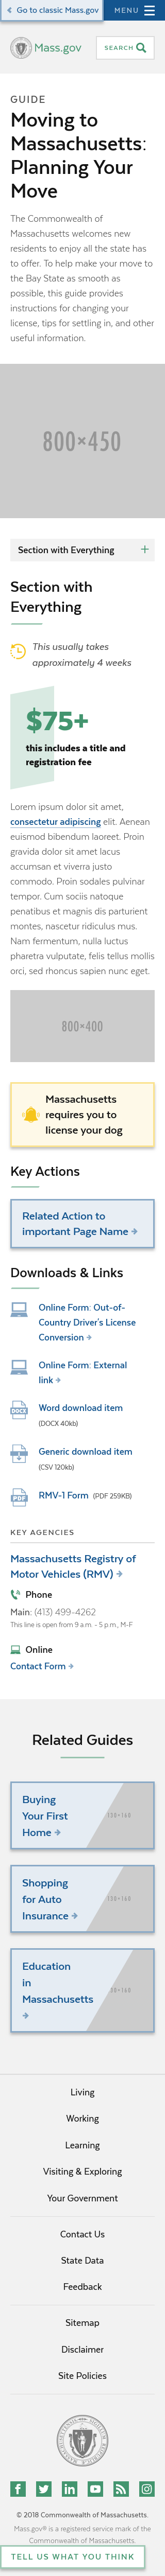 Go to classic Mass.gov
MENU
Mass.gov
SEARCH
GUIDE
Moving to
Massachusetts:
Planning Your
Move
The Commonwealth of
Massachusetts welcomes new
residents to enjoy all the state has
to offer. To help make your move to
the Bay State as smooth as
possible, this guide provides
instructions for changing your
license, tips for settling in, and other
useful information.
800×450
Section with Everything
Section with
Everything
This usually takes
approximately 4 weeks
$75+
this includes a title and
registration fee
Lorem ipsum dolor sit amet,
consectetur adipiscing elit. Aenean
euismod bibendum laoreet. Proin
gravida dolor sit amet lacus
accumsan et viverra justo
commodo. Proin sodales pulvinar
tempor. Cum sociis natoque
penatibus et magnis dis parturient
montes, nascetur ridiculus mus.
Nam fermentum, nulla luctus
pharetra vulputate, felis tellus mollis
orci, sed rhoncus sapien nunc eget.
800×400
Massachusetts
requires you to
license your dog
Key Actions
Related Action to
important Page Name
Downloads & Links
Online Form: Out-of-
Country Driver's License
Conversion
Online Form: External
link
DOCX
Word download item
(DOCX 40kb)
Generic download item
(CSV 120kb)
PDF
RMV-1 Form (PDF 259KB)
KEY AGENCIES
Massachusetts Registry of
Motor Vehicles (RMV)
Phone
Main: (413) 499-4262
This line is open from 9 a.m. - 5 p.m., M-F
Online
Contact Form
Related Guides
Buying
Your First
Home
Shopping
for Auto
Insurance
Education
in
Massachusetts
Living
Working
Learning
Visiting & Exploring
Your Government
Contact Us
State Data
Feedback
Sitemap
Disclaimer
Site Policies
© 2018 Commonwealth of Massachusetts.
Mass.gov® is a registered service mark of the
Commonwealth of Massachusetts.
TELL US WHAT YOU THINK